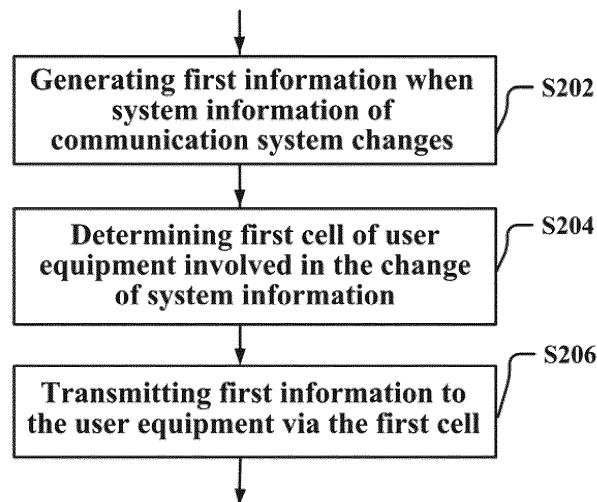 Generating first information when
system information of
communication system changes
S202
Determining first cell of user
equipment involved in the change
of system information
S204
Transmitting first information to
the user equipment via the first cell
S206